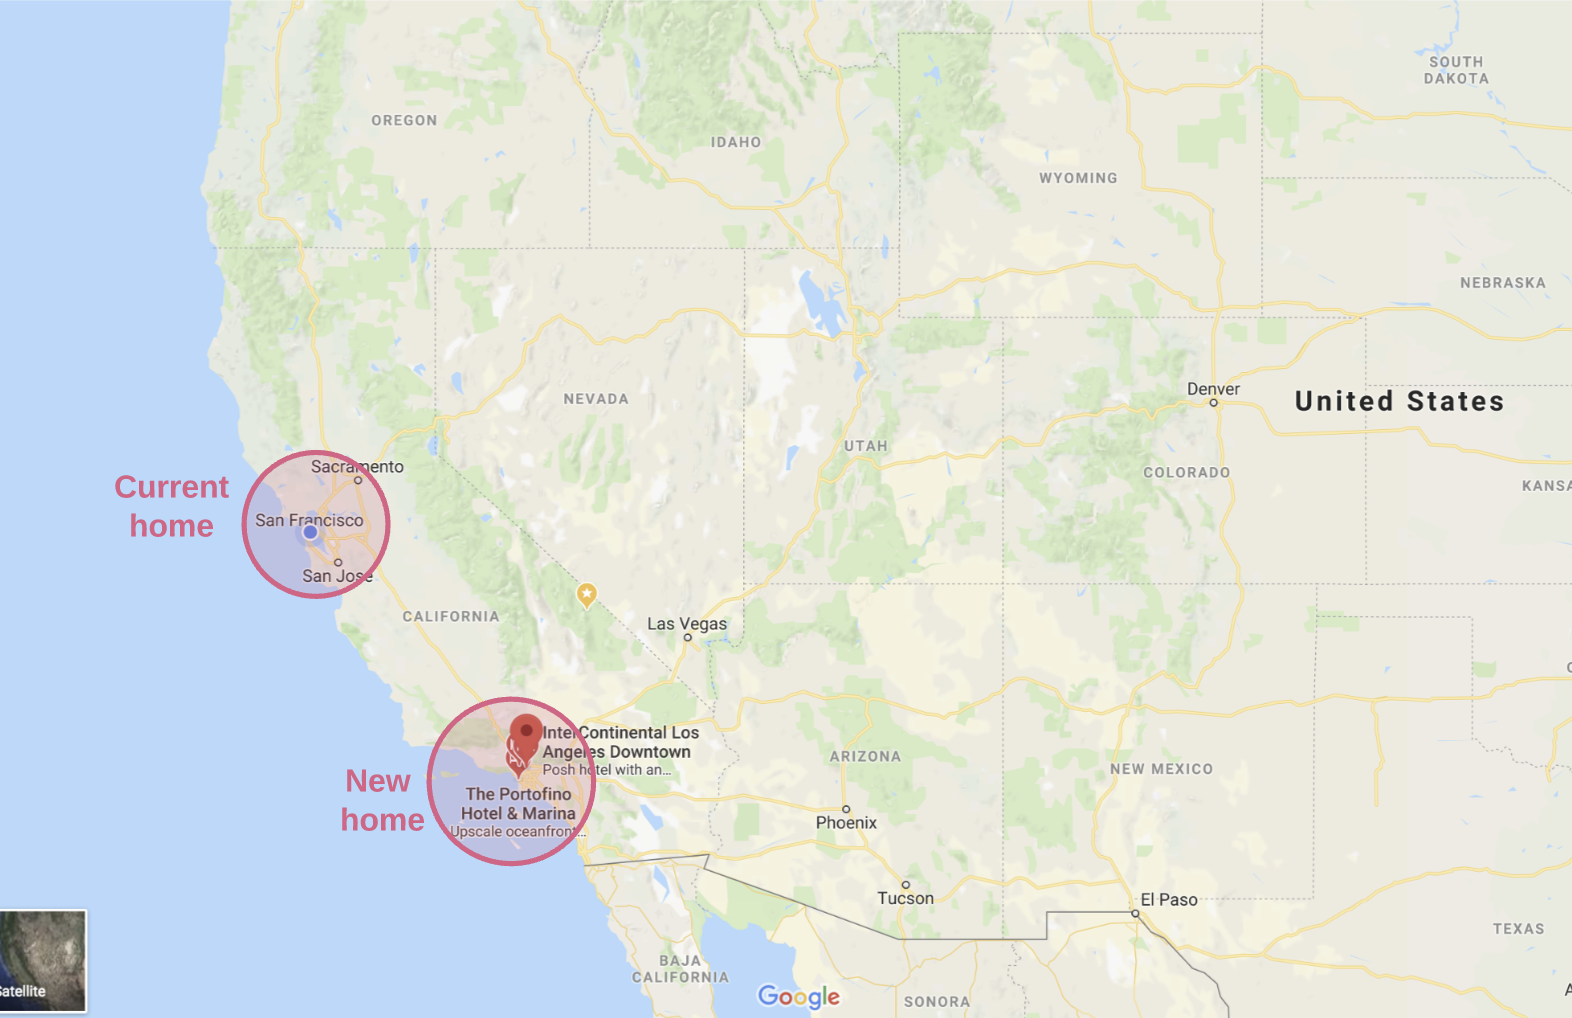 SOUTH
DAKOTA
OREGON
IDAHO
WYOMING
NEBRASKA
Denver
United States
NEVADA
UTAH
COLORADO
KANSA
Sacramento
Current
home
San Francisco
San Jose
CALIFORNIA
Las Vegas
InterContinental Los
Angeles Downtown
Posh hotel with an...
New
home
The Portofino
Hotel & Marina
Upscale oceanfront...
ARIZONA
NEW MEXICO
Phoenix
Tucson
El Paso
TEXAS
BAJA
CALIFORNIA
Satellite
Google
SONORA